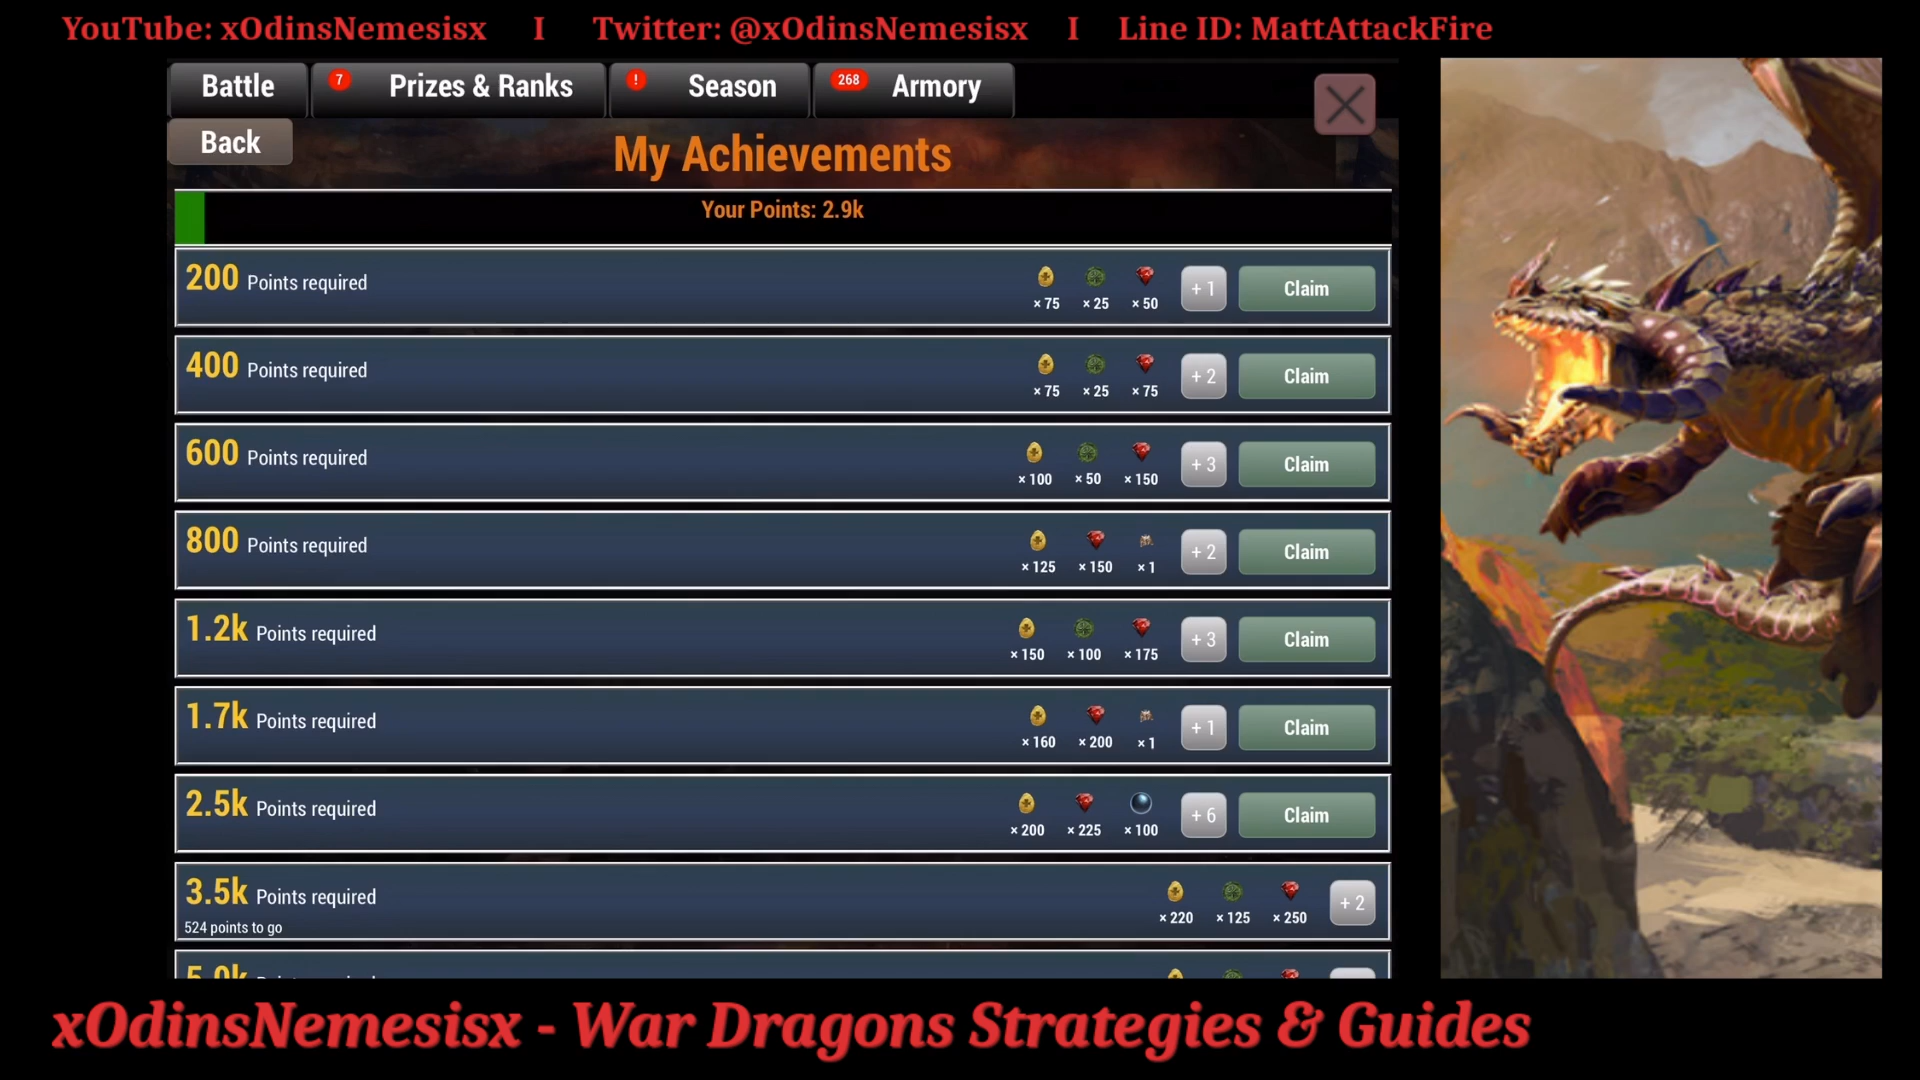 YouTube: xOdinsNemesisx I Twitter: @xOdinsNemesisx I Line ID: MattAttackFire
Battle 7 Prizes & Ranks ! Season 268 Armory
Back
My Achievements
Your Points: 2.9k
200 Points required × 75 × 25 × 50 + 1 Claim
400 Points required × 75 × 25 × 75 + 2 Claim
600 Points required × 100 × 50 × 150 + 3 Claim
800 Points required × 125 × 150 × 1 + 2 Claim
1.2k Points required × 150 × 100 × 175 + 3 Claim
1.7k Points required × 160 × 200 × 1 + 1 Claim
2.5k Points required × 200 × 225 × 100 + 6 Claim
3.5k Points required × 220 × 125 × 250 + 2
524 points to go
5.0k
xOdinsNemesisx - War Dragons Strategies & Guides